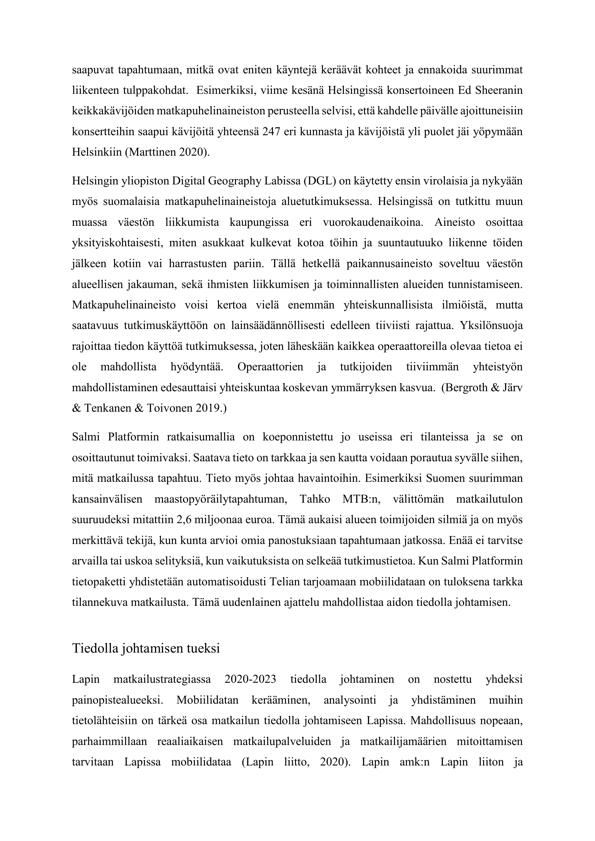 saapuvat tapahtumaan, mitkä ovat eniten käyntejä keräävät kohteet ja ennakoida suurimmat
liikenteen tulppakohdat.  Esimerkiksi, viime kesänä Helsingissä konsertoineen Ed Sheeranin
keikkakävijöiden matkapuhelinaineiston perusteella selvisi, että kahdelle päivälle ajoittuneisiin
konsertteihin saapui kävijöitä yhteensä 247 eri kunnasta ja kävijöistä yli puolet jäi yöpymään
Helsinkiin (Marttinen 2020).
Helsingin yliopiston Digital Geography Labissa (DGL) on käytetty ensin virolaisia ja nykyään
myös suomalaisia matkapuhelinaineistoja aluetutkimuksessa. Helsingissä on tutkittu muun
muassa väestön liikkumista kaupungissa eri vuorokaudenaikoina. Aineisto osoittaa
yksityiskohtaisesti, miten asukkaat kulkevat kotoa töihin ja suuntautuuko liikenne töiden
jälkeen kotiin vai harrastusten pariin. Tällä hetkellä paikannusaineisto soveltuu väestön
alueellisen jakauman, sekä ihmisten liikkumisen ja toiminnallisten alueiden tunnistamiseen.
Matkapuhelinaineisto voisi kertoa vielä enemmän yhteiskunnallisista ilmiöistä, mutta
saatavuus tutkimuskäyttöön on lainsäädännöllisesti edelleen tiiviisti rajattua. Yksilönsuoja
rajoittaa tiedon käyttöä tutkimuksessa, joten läheskään kaikkea operaattoreilla olevaa tietoa ei
ole mahdollista hyödyntää. Operaattorien ja tutkijoiden tiiviimmän yhteistyön
mahdollistaminen edesauttaisi yhteiskuntaa koskevan ymmärryksen kasvua.  (Bergroth & Järv
& Tenkanen & Toivonen 2019.)
Salmi Platformin ratkaisumallia on koeponnistettu jo useissa eri tilanteissa ja se on
osoittautunut toimivaksi. Saatava tieto on tarkkaa ja sen kautta voidaan porautua syvälle siihen,
mitä matkailussa tapahtuu. Tieto myös johtaa havaintoihin. Esimerkiksi Suomen suurimman
kansainvälisen maastopyöräilytapahtuman, Tahko MTB:n, välittömän matkailutulon
suuruudeksi mitattiin 2,6 miljoonaa euroa. Tämä aukaisi alueen toimijoiden silmiä ja on myös
merkittävä tekijä, kun kunta arvioi omia panostuksiaan tapahtumaan jatkossa. Enää ei tarvitse
arvailla tai uskoa selityksiä, kun vaikutuksista on selkeää tutkimustietoa. Kun Salmi Platformin
tietopaketti yhdistetään automatisoidusti Telian tarjoamaan mobiilidataan on tuloksena tarkka
tilannekuva matkailusta. Tämä uudenlainen ajattelu mahdollistaa aidon tiedolla johtamisen.
Tiedolla johtamisen tueksi
Lapin matkailustrategiassa 2020-2023 tiedolla johtaminen on nostettu yhdeksi
painopistealueeksi. Mobiilidatan kerääminen, analysointi ja yhdistäminen muihin
tietolähteisiin on tärkeä osa matkailun tiedolla johtamiseen Lapissa. Mahdollisuus nopeaan,
parhaimmillaan reaaliaikaisen matkailupalveluiden ja matkailijamäärien mitoittamisen
tarvitaan Lapissa mobiilidataa (Lapin liitto, 2020). Lapin amk:n Lapin liiton ja